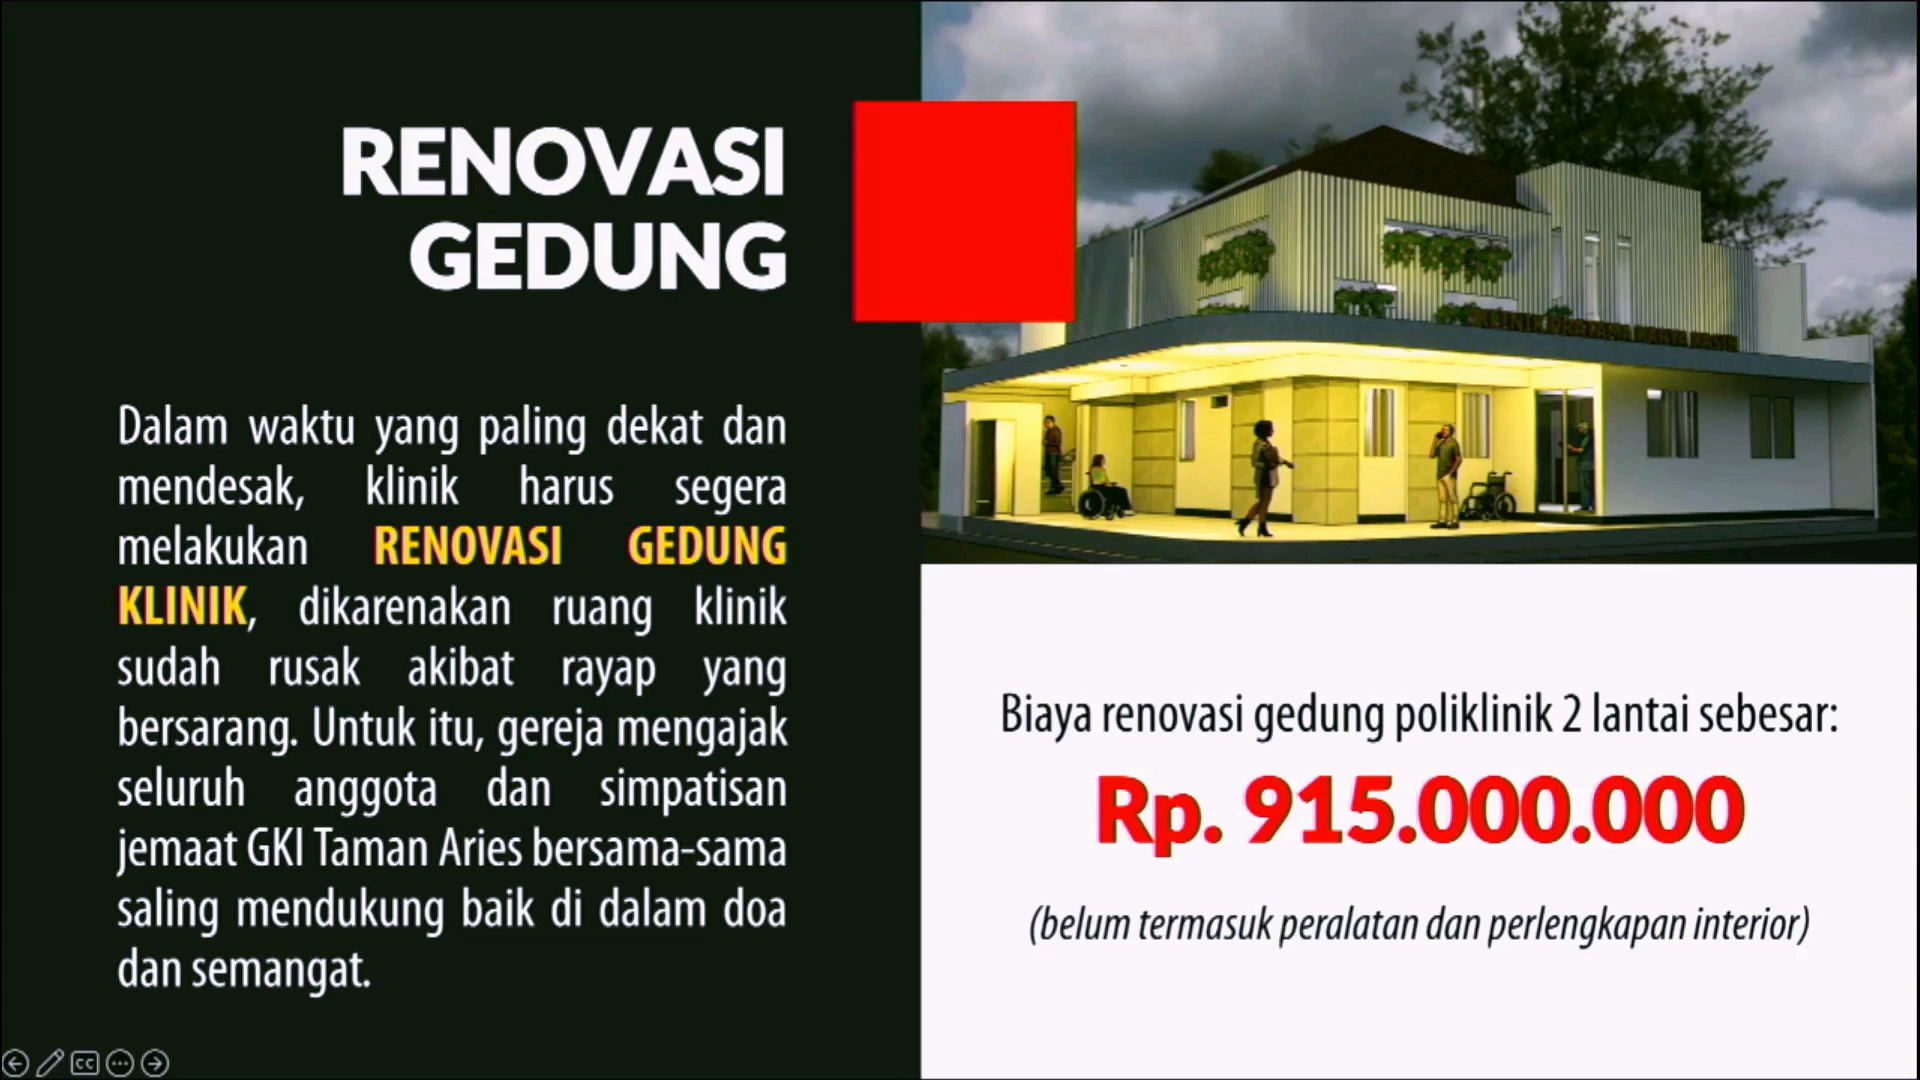 RENOVASI
GEDUNG
Dalam waktu yang paling dekat dan
mendesak, klinik harus segera
melakukan RENOVASI GEDUNG
KLINIK, dikarenakan ruang klinik
sudah rusak akibat rayap yang
bersarang. Untuk itu, gereja mengajak
seluruh anggota dan simpatisan
jemaat GKI Taman Aries bersama-sama
saling mendukung baik di dalam doa
dan semangat.
KLINIK PRATAMA
Biaya renovasi gedung poliklinik 2 lantai sebesar:
Rp. 915.000.000
(belum termasuk peralatan dan perlengkapan interior)
CC